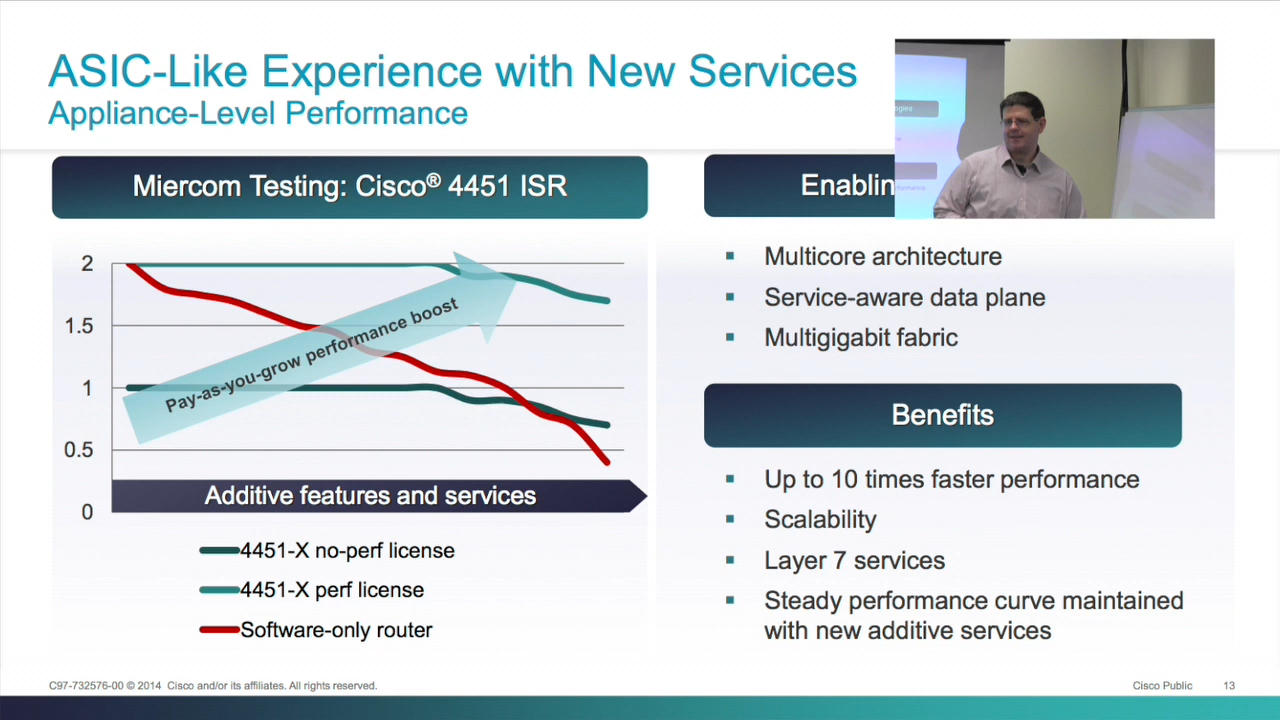 ASIC-Like Experience with New Services
Appliance-Level Performance
Miercom Testing: Cisco® 4451 ISR
2
1.5
1
0.5
0
Pay-as-you-grow performance boost
Additive features and services
4451-X no-perf license
4451-X perf license
Software-only router
Multicore architecture
Service-aware data plane
Multigigabit fabric
Benefits
Up to 10 times faster performance
Scalability
Layer 7 services
Steady performance curve maintained
with new additive services
C97-732576-00 © 2014 Cisco and/or its affiliates. All rights reserved.
Cisco Public
13